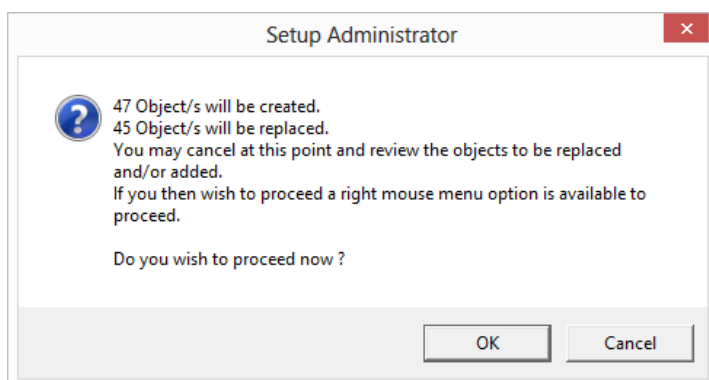 Setup Administrator
47 Object/s will be created.
45 Object/s will be replaced.
You may cancel at this point and review the objects to be replaced
and/or added.
If you then wish to proceed a right mouse menu option is available to
proceed.
Do you wish to proceed now ?
OK
Cancel